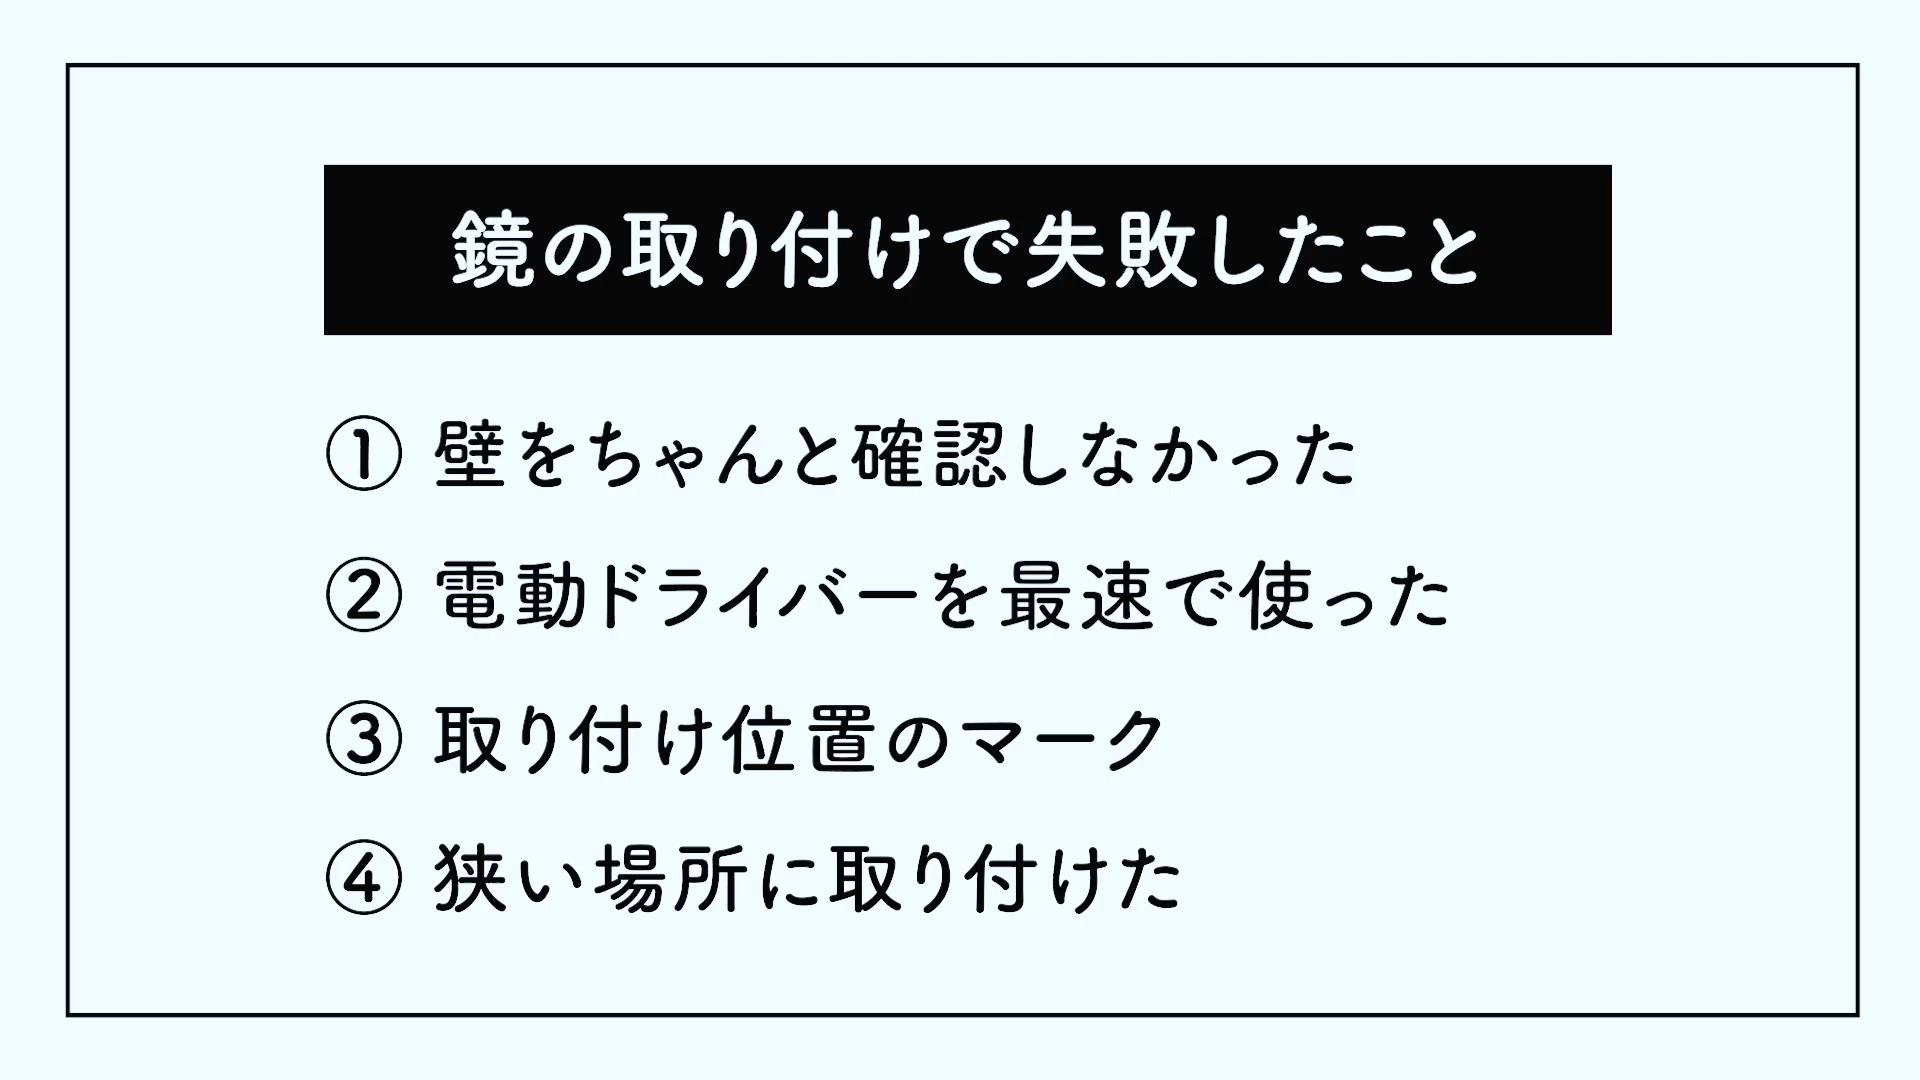 鏡の取り付けで失敗したこと
① 壁をちゃんと確認しなかった
② 電動ドライバーを最速で使った
③ 取り付け位置のマーク
④ 狭い場所に取り付けた